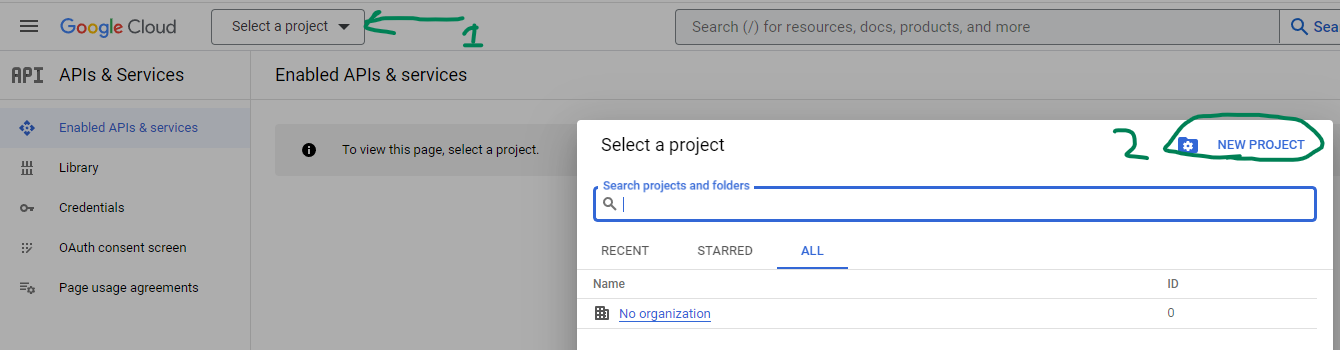 Google Cloud
Select a project
1
Search (/) for resources, docs, products, and more
Sea
API
APIs & Services
Enabled APIs & services
Enabled APIs & services
Library
Credentials
OAuth consent screen
Page usage agreements
To view this page, select a project.
Select a project
2
NEW PROJECT
Search projects and folders
RECENT
STARRED
ALL
Name
ID
No organization
0